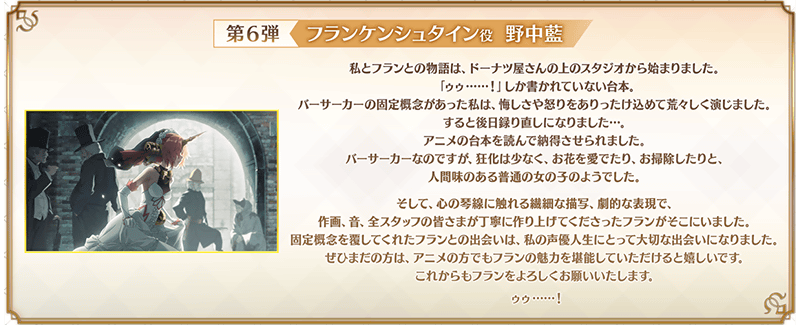 第6弾 フランケンシュタイン役 野中藍
私とフランとの物語は、ドーナツ屋さんの上のスタジオから始まりました。
「ゥゥ……！」しか書かれていない台本。
バーサーカーの固定概念があった私は、悔しさや怒りをありったけ込めて荒々しく演じました。
すると後日録り直しになりました…。
アニメの台本を読んで納得させられました。
バーサーカーなのですが、狂化は少なく、お花を愛でたり、お掃除したりと、
人間味のある普通の女の子のようでした。
そして、心の琴線に触れる繊細な描写、劇的な表現で、
作画、音、全スタッフの皆さまが丁寧に作り上げてくださったフランがそこにいました。
固定概念を覆してくれたフランとの出会いは、私の声優人生にとって大切な出会いになりました。
ぜひまだの方は、アニメの方でもフランの魅力を堪能していただけると嬉しいです。
これからもフランをよろしくお願いいたします。
ゥゥ……！